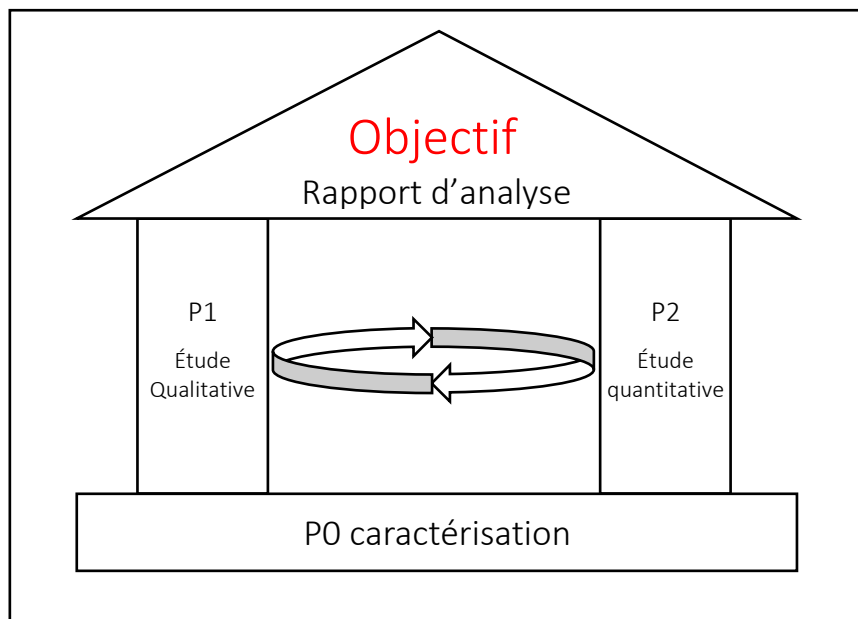 Objectif
Rapport d’analyse
P1
Étude
Qualitative
P2
Étude
quantitative
P0 caractérisation